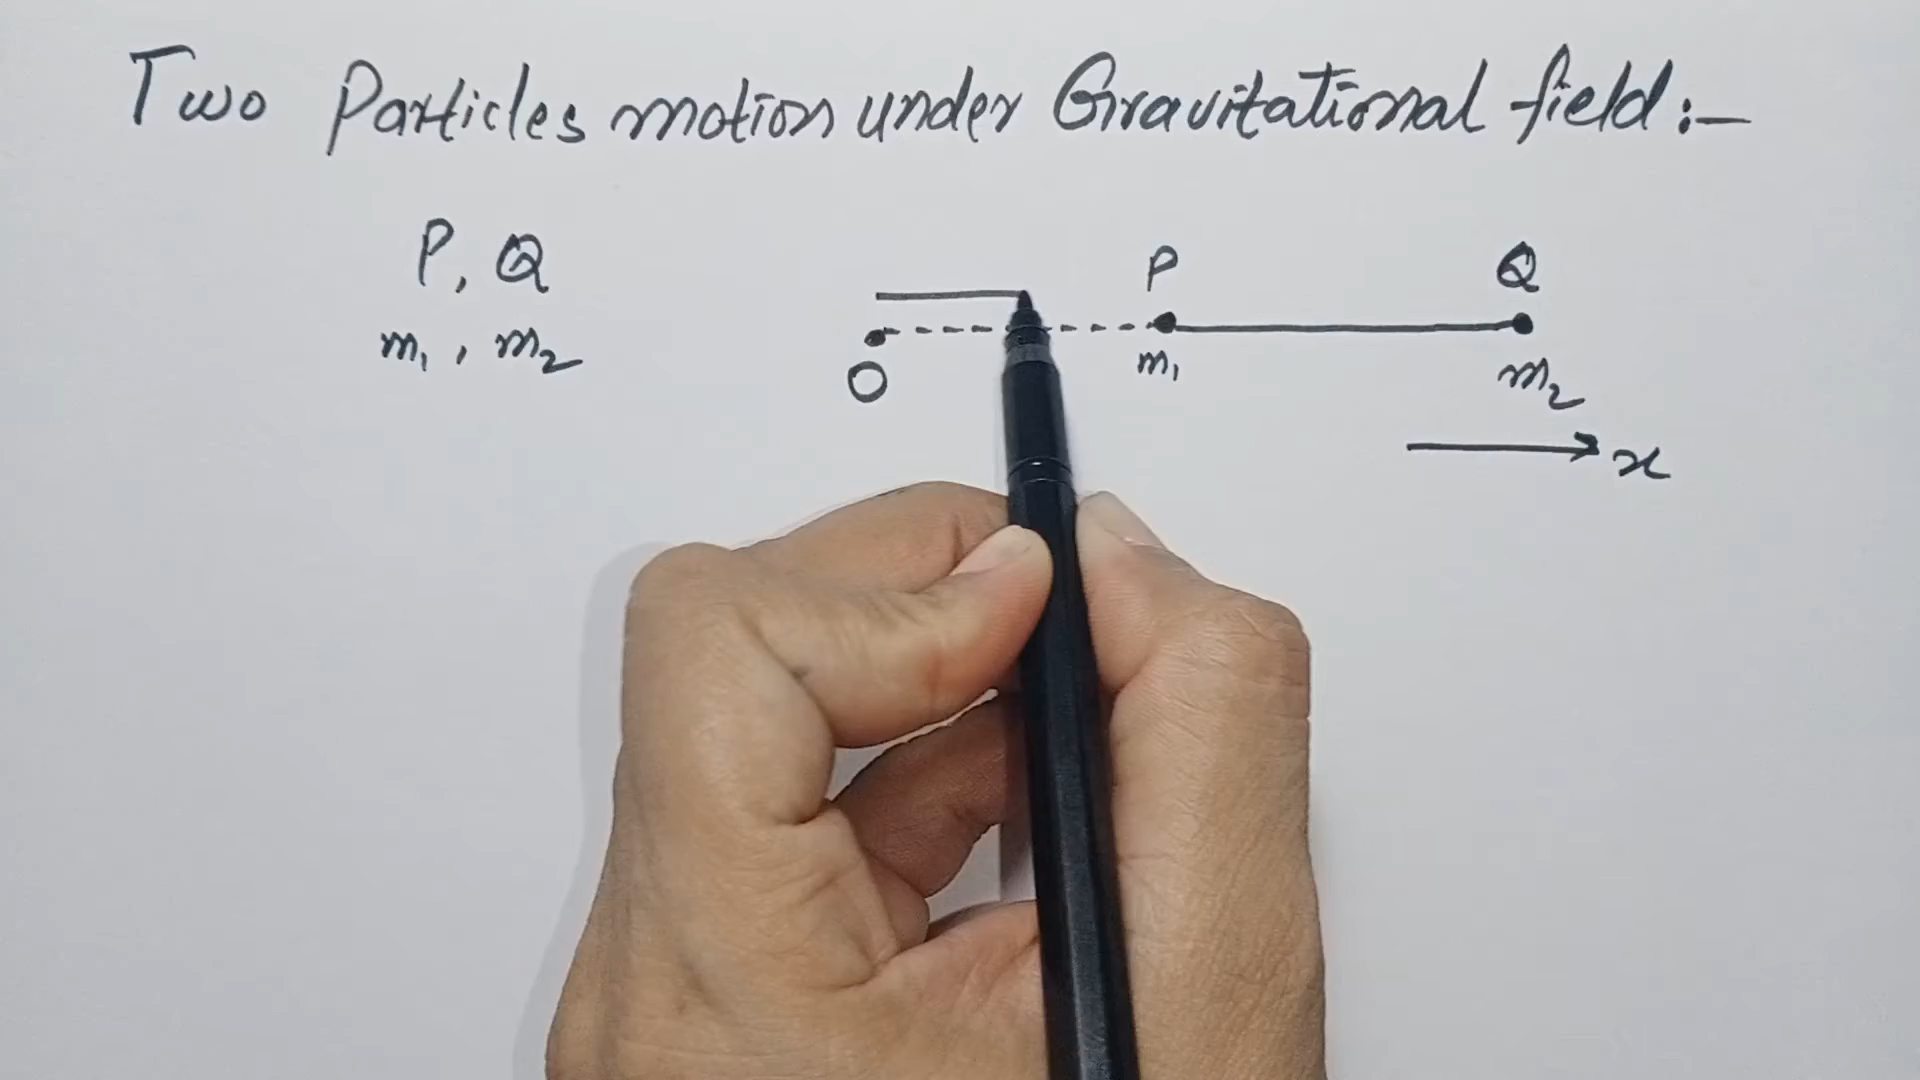 Two Particles motion under Gravitational field:-
P, Q
m₁, m₂
P
Q
O
m₁
m₂
x